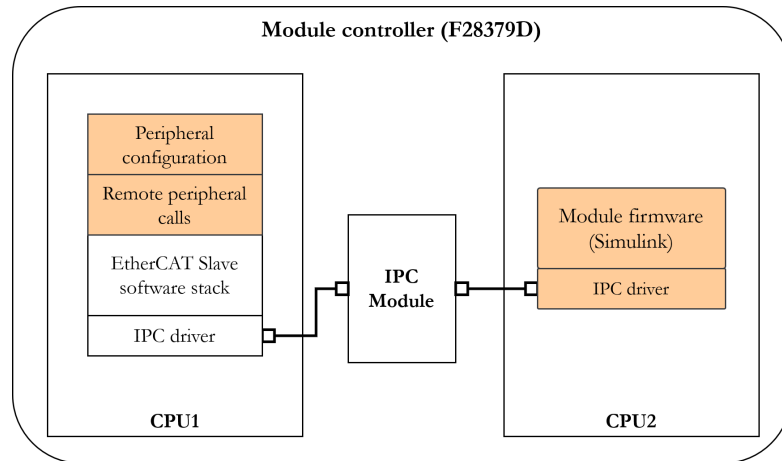 Module controller (F28379D)
Peripheral
configuration
Remote peripheral
calls
EtherCAT Slave
software stack
IPC driver
CPU1
IPC
Module
Module firmware
(Simulink)
IPC driver
CPU2